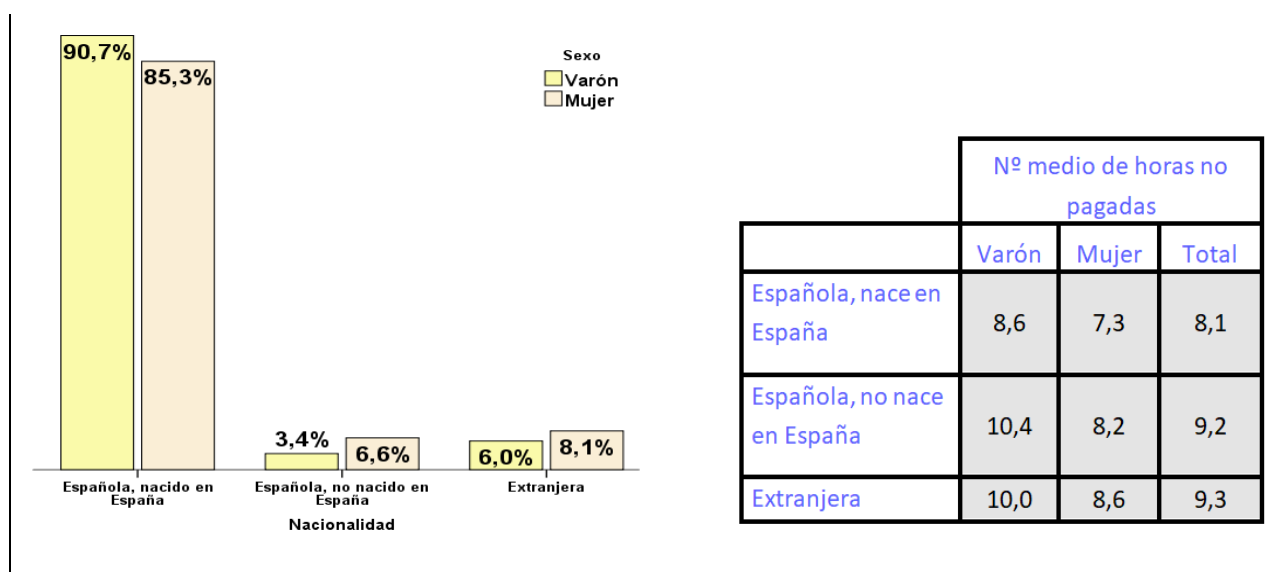 90,7%
85,3%
Sexo
Varón
Mujer
3,4%
6,6%
6,0%
8,1%
Española, nacido en
España
Española, no nacido en
España
Extranjera
Nacionalidad
Nº medio de horas no
pagadas
Varón Mujer Total
Española, nace en
España
8,6 7,3 8,1
Española, no nace
en España
10,4 8,2 9,2
Extranjera 10,0 8,6 9,3